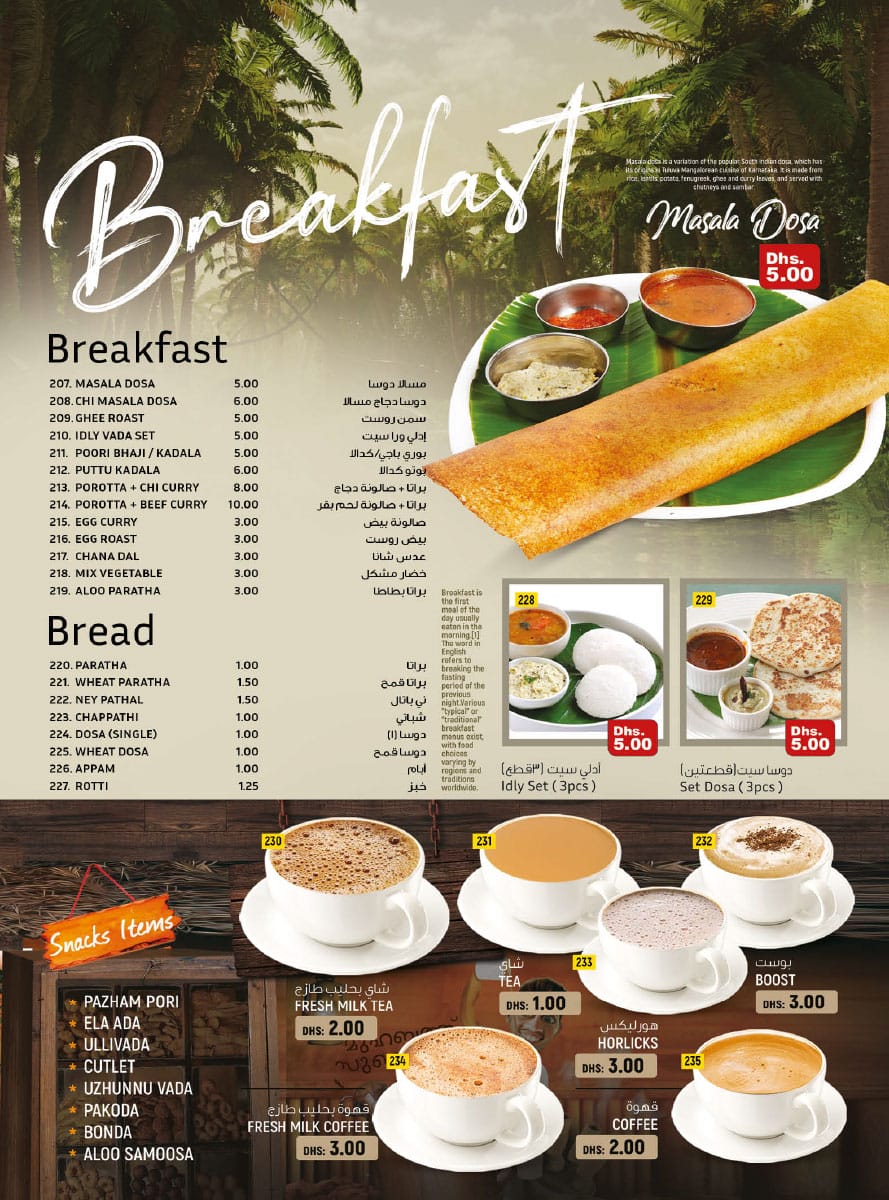 Breakfast
Masala dosa is a variation of the popular South Indian dosa, which has
its origins in Tuluva Mangalorean cuisine of Karnataka. It is made from
rice, lentils, potato, fenugreek, ghee and curry leaves, and served with
chutneys and sambar.
Masala Dosa
Dhs.
5.00
Breakfast
207. MASALA DOSA 5.00 مسالا دوسا
208. CHI MASALA DOSA 6.00 دوسا دجاج مسالا
209. GHEE ROAST 5.00 سمن روست
210. IDLY VADA SET 5.00 إدلي ورا سيت
211. POORI BHAJI / KADALA 5.00 بوري باجي/كدالا
212. PUTTU KADALA 6.00 بوتو كدالا
213. POROTTA + CHI CURRY 8.00 براتا + صالونة دجاج
214. POROTTA + BEEF CURRY 10.00 براتا + صالونة لحم بقر
215. EGG CURRY 3.00 صالونة بيض
216. EGG ROAST 3.00 بيض روست
217. CHANA DAL 3.00 عدس شانا
218. MIX VEGETABLE 3.00 خضار مشكل
219. ALOO PARATHA 3.00 براتا بطاطا
Bread
220. PARATHA 1.00 براتا
221. WHEAT PARATHA 1.50 براتا قمح
222. NEY PATHAL 1.50 ني باتال
223. CHAPPATHI 1.00 شباتي
224. DOSA (SINGLE) 1.00 دوسا (١)
225. WHEAT DOSA 1.00 دوسا قمح
226. APPAM 1.00 أبام
227. ROTTI 1.25 خبز
Breakfast is
the first
meal of the
day usually
eaten in the
morning.[1]
The word in
English
refers to
breaking the
fasting
period of the
previous
night.Various
"typical" or
"traditional"
breakfast
menus exist,
with food
choices
varying by
regions and
traditions
worldwide.
228
Dhs.
5.00
أدلي سيت (٣قطع)
Idly Set ( 3pcs )
229
Dhs.
5.00
دوسا سيت(قطعتين)
Set Dosa ( 3pcs )
Snacks Items
* PAZHAM PORI
* ELA ADA
* ULLIVADA
* CUTLET
* UZHUNNU VADA
* PAKODA
* BONDA
* ALOO SAMOOSA
230
شاي بحليب طازج
FRESH MILK TEA
DHS: 2.00
231
شاي
TEA
DHS: 1.00
232
بوست
BOOST
DHS: 3.00
233
هورليكس
HORLICKS
DHS: 3.00
234
قهوة بحليب طازج
FRESH MILK COFFEE
DHS: 3.00
235
قهوة
COFFEE
DHS: 2.00